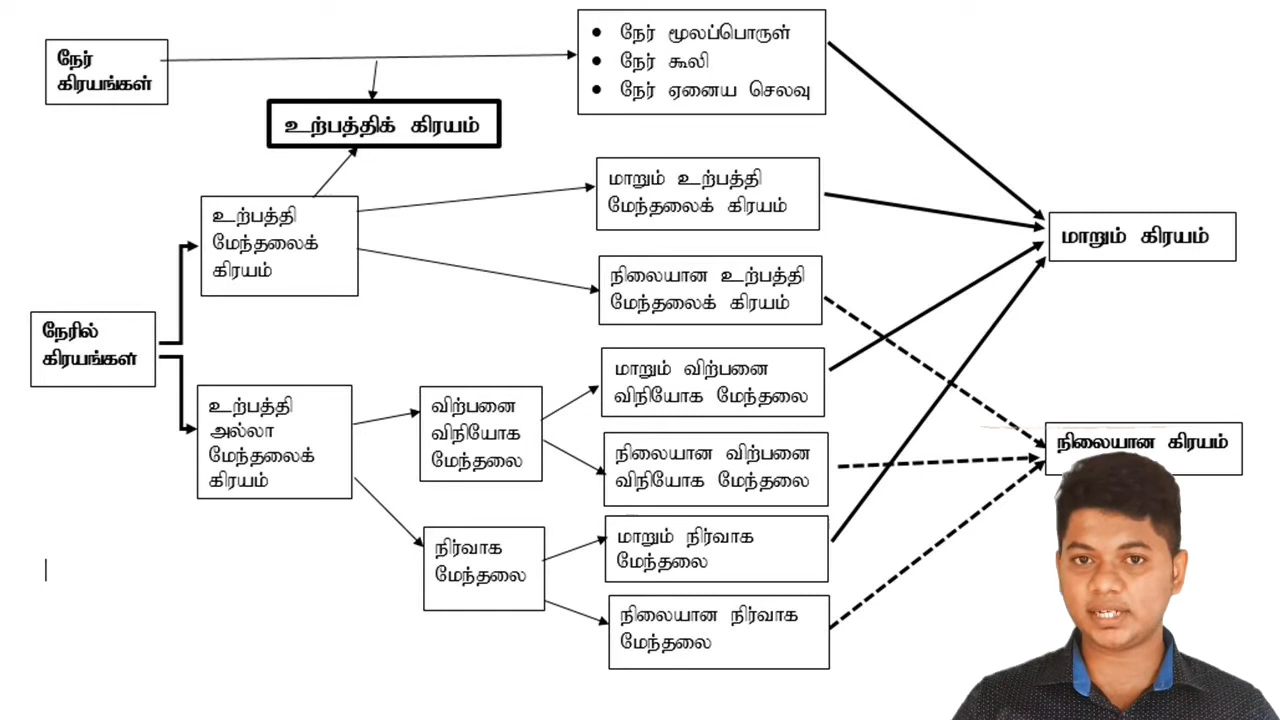 நேர்
கிரயங்கள்
• நேர் மூலப்பொருள்
• நேர் கூலி
• நேர் ஏனைய செலவு
உற்பத்திக் கிரயம்
உற்பத்தி
மேந்தலைக்
கிரயம்
மாறும் உற்பத்தி
மேந்தலைக் கிரயம்
நிலையான உற்பத்தி
மேந்தலைக் கிரயம்
மாறும் கிரயம்
நேரில்
கிரயங்கள்
உற்பத்தி
அல்லா
மேந்தலைக்
கிரயம்
விற்பனை
விநியோக
மேந்தலை
மாறும் விற்பனை
விநியோக மேந்தலை
நிலையான விற்பனை
விநியோக மேந்தலை
நிலையான கிரயம்
நிர்வாக
மேந்தலை
மாறும் நிர்வாக
மேந்தலை
நிலையான நிர்வாக
மேந்தலை